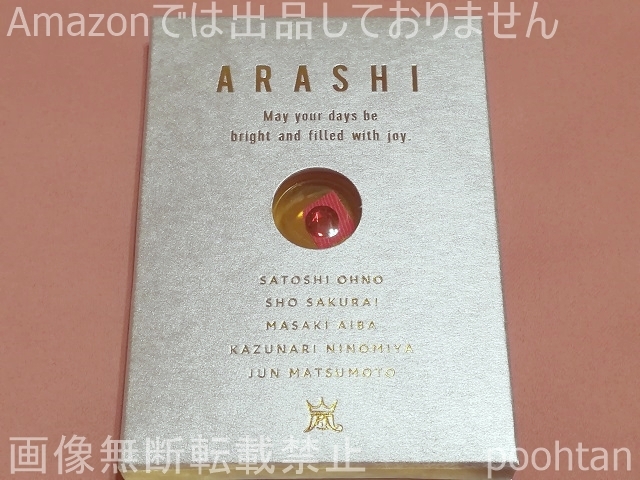 Amazonでは出品しておりません
ARASHI
May your days be
bright and filled with joy.
SATOSHI OHNO
SHO SAKURAI
MASAKI AIBA
KAZUNARI NINOMIYA
JUN MATSUMOTO
嵐
画像無断転載禁止
poohtan